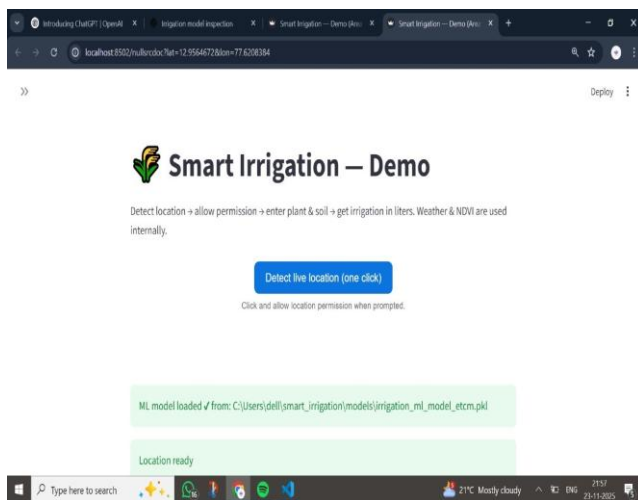 Introducing ChatGPT | OpenAI
Irrigation model inspection
Smart Irrigation — Demo (Anu
Smart Irrigation — Demo (Anu
localhost:8502/nullsrcdoc?lat=12.9564672&lon=77.6208384
Deploy
Smart Irrigation — Demo
Detect location → allow permission → enter plant & soil → get irrigation in liters. Weather & NDVI are used
internally.
Detect live location (one click)
Click and allow location permission when prompted.
ML model loaded ✓ from: C:\Users\dell\smart_irrigation\models\irrigation_ml_model_etcm.pkl
Location ready
Type here to search
21°C Mostly cloudy
ENG
21:57
23-11-2025